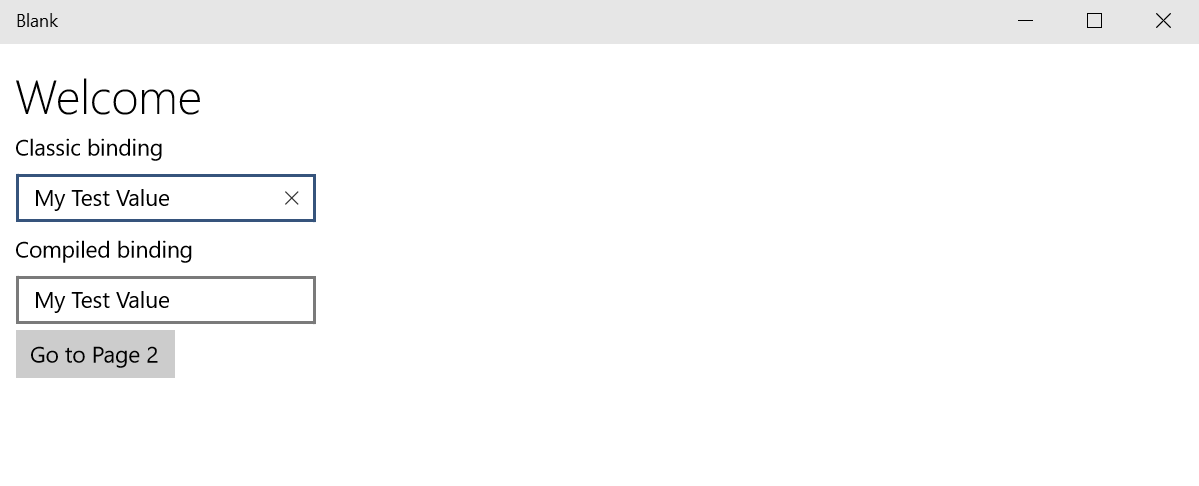 Blank
Welcome
Classic binding
My Test Value
Compiled binding
My Test Value
Go to Page 2